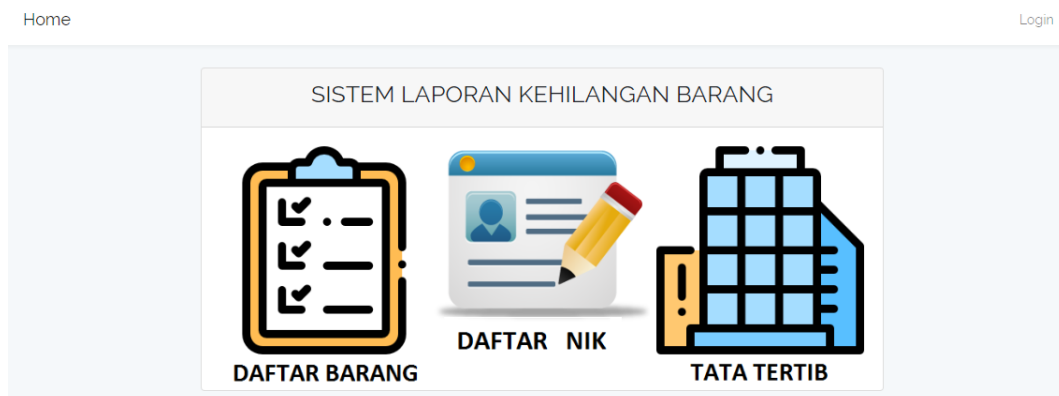 Home
Login
SISTEM LAPORAN KEHILANGAN BARANG
DAFTAR BARANG
DAFTAR NIK
TATA TERTIB